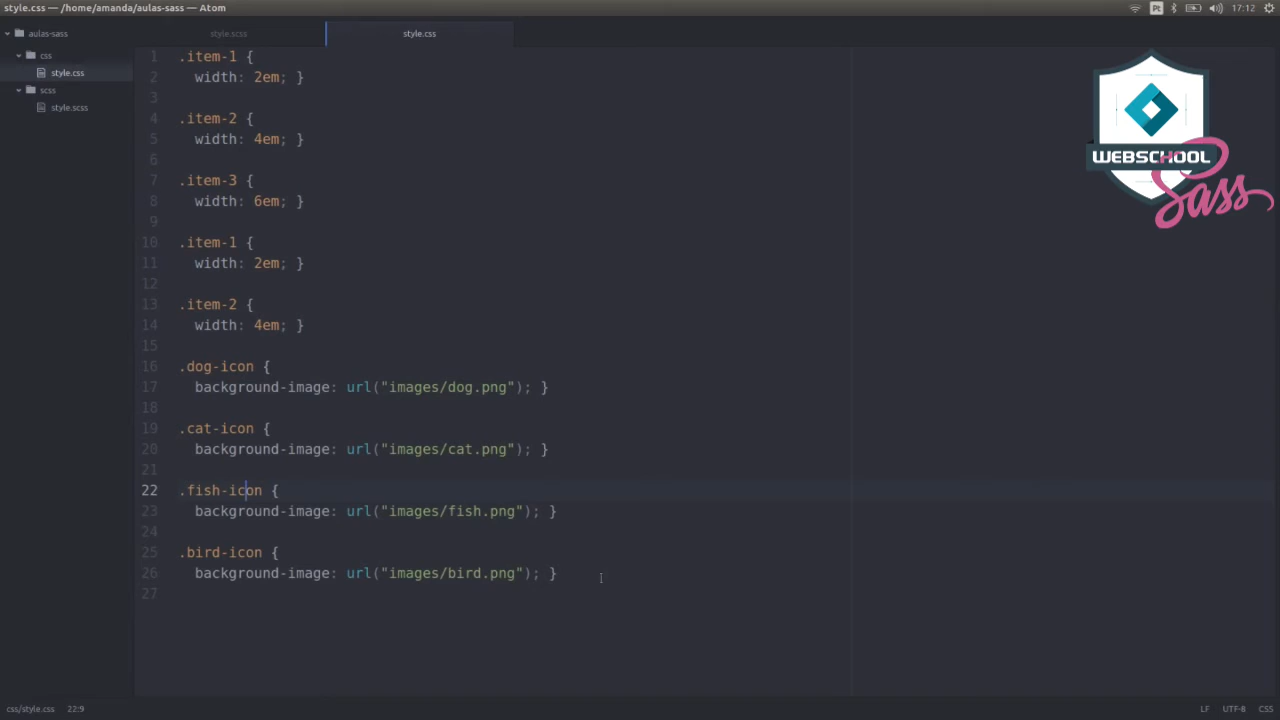 style.css — /home/amanda/aulas-sass — Atom
Pt
17:12
aulas-sass
css
style.css
scss
style.scss
style.scss
style.css
1 .item-1 {
2 width: 2em; }
3
4 .item-2 {
5 width: 4em; }
6
7 .item-3 {
8 width: 6em; }
9
10 .item-1 {
11 width: 2em; }
12
13 .item-2 {
14 width: 4em; }
15
16 .dog-icon {
17 background-image: url("images/dog.png"); }
18
19 .cat-icon {
20 background-image: url("images/cat.png"); }
21
22 .fish-icon {
23 background-image: url("images/fish.png"); }
24
25 .bird-icon {
26 background-image: url("images/bird.png"); }
27
WEBSCHOOL
Sass
css/style.css 22:9
LF UTF-8 CSS